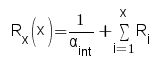 R_x(x) = 1/α_int + Σ_{i=1}^{x} R_i